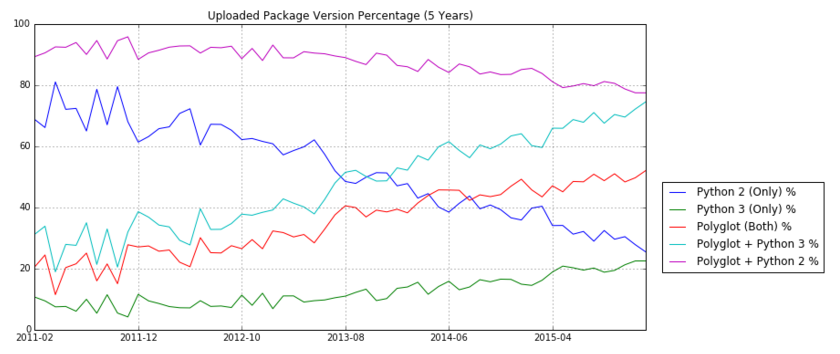 Uploaded Package Version Percentage (5 Years)
100
80
60
40
20
0
2011-02
2011-12
2012-10
2013-08
2014-06
2015-04
Python 2 (Only) %
Python 3 (Only) %
Polyglot (Both) %
Polyglot + Python 3 %
Polyglot + Python 2 %